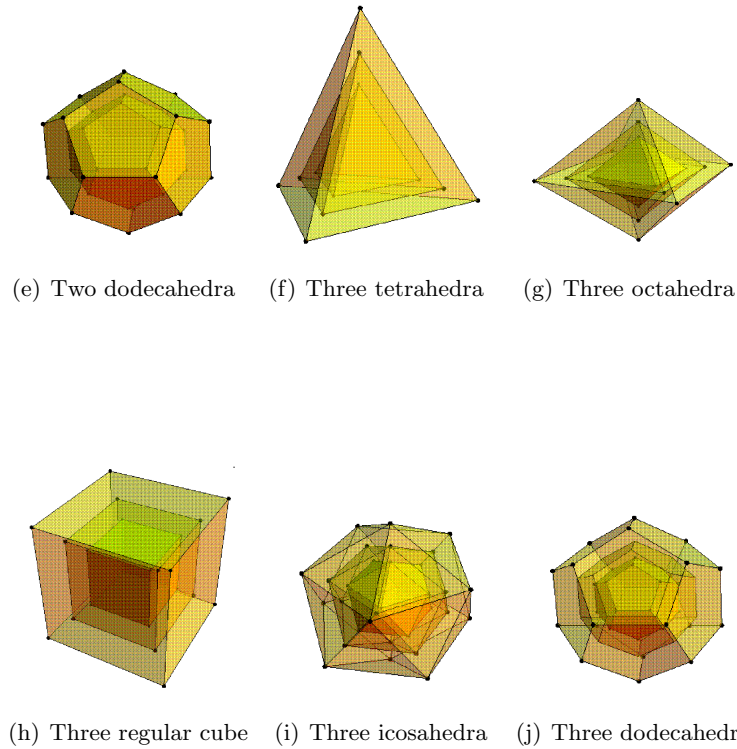 (e) Two dodecahedra (f) Three tetrahedra (g) Three octahedra
(h) Three regular cube (i) Three icosahedra (j) Three dodecahedr